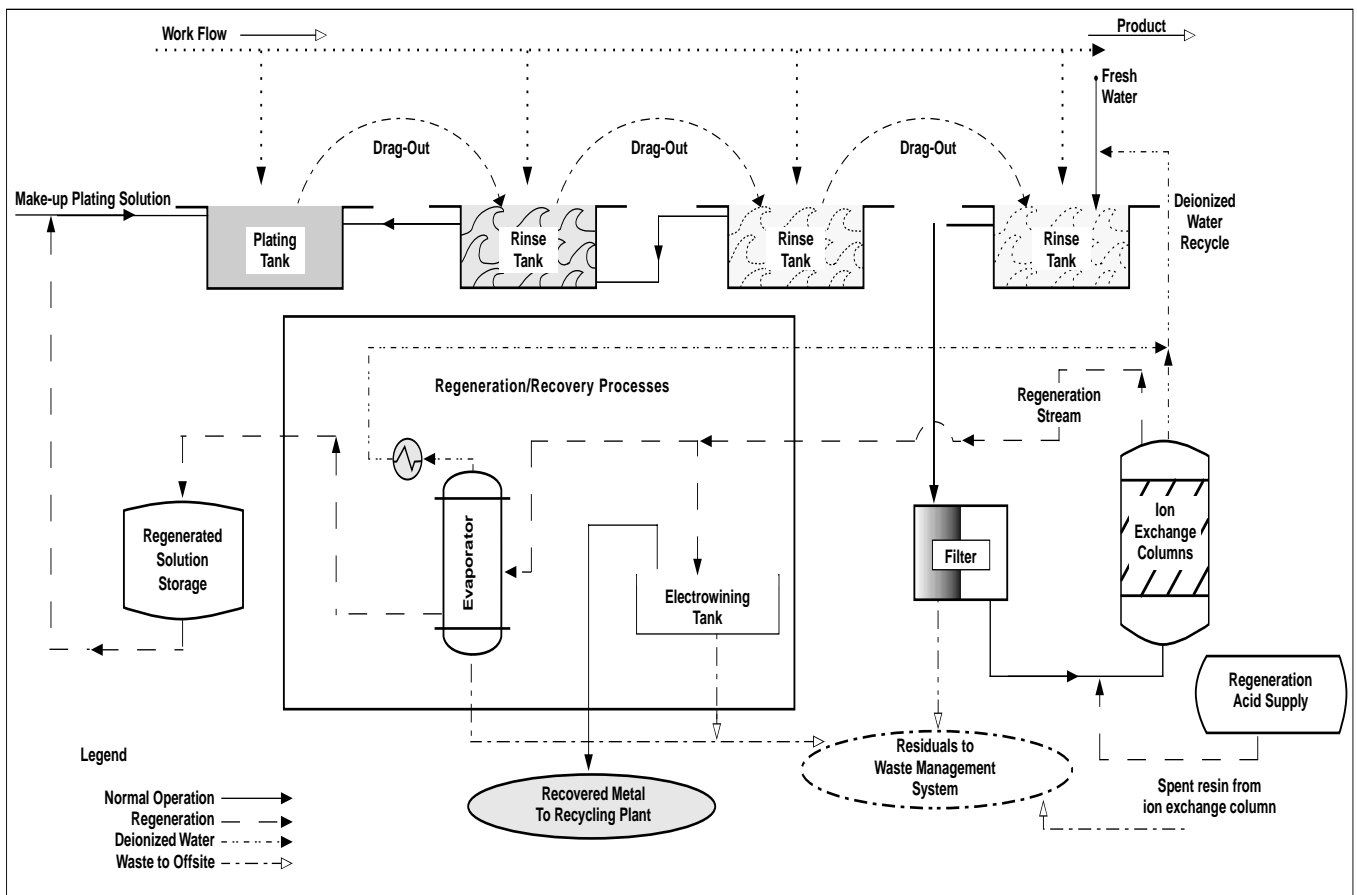 Work Flow
Product
Fresh
Water
Drag-Out
Drag-Out
Drag-Out
Make-up Plating Solution
Deionized
Water
Recycle
Plating
Tank
Rinse
Tank
Rinse
Tank
Rinse
Tank
Regeneration/Recovery Processes
Regeneration
Stream
Regenerated
Solution
Storage
Evaporator
Electrowining
Tank
Filter
Ion
Exchange
Columns
Regeneration
Acid Supply
Residuals to
Waste Management
System
Spent resin from
ion exchange column
Recovered Metal
To Recycling Plant
Legend
Normal Operation
Regeneration
Deionized Water
Waste to Offsite